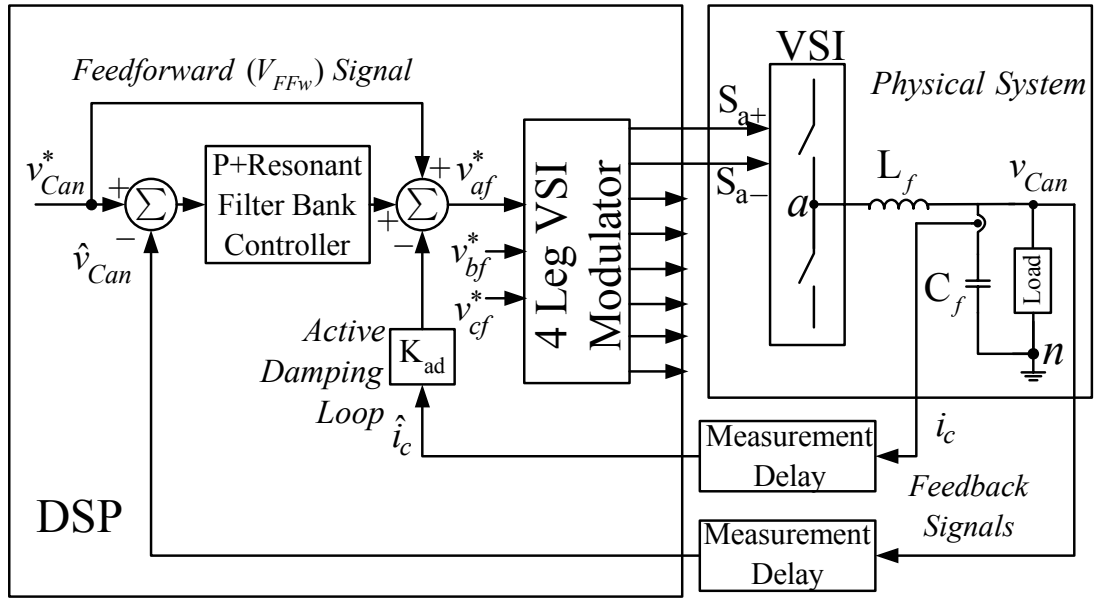 Feedforward (V_FFw) Signal
v*_Can
+
Σ
−
v̂_Can
P+Resonant
Filter Bank
Controller
+
+
Σ
−
v*_af
v*_bf
v*_cf
4 Leg VSI
Modulator
Active
Damping
Loop
K_ad
î_c
DSP
VSI
Physical System
S_a+
S_a−
a
L_f
v_Can
C_f
Load
n
i_c
Measurement
Delay
Feedback
Signals
Measurement
Delay